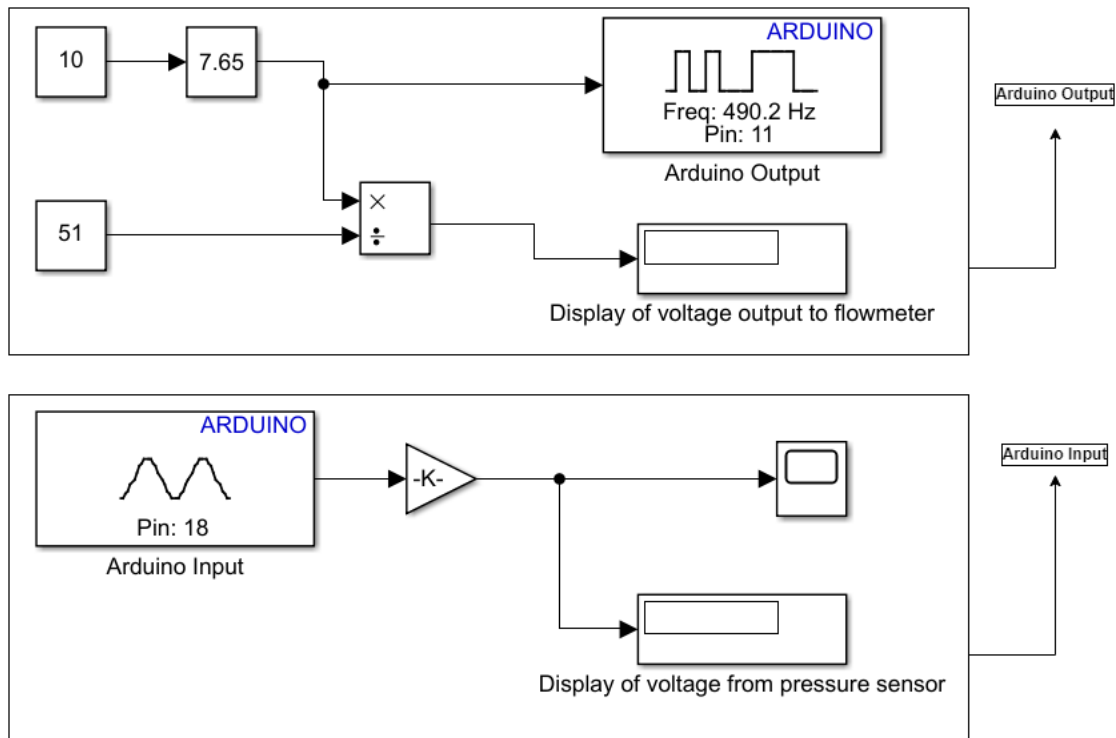 ARDUINO
10
7.65
Freq: 490.2 Hz
Pin: 11
Arduino Output
Arduino Output
51
×
÷
Display of voltage output to flowmeter
ARDUINO
Pin: 18
Arduino Input
-K-
Arduino Input
Display of voltage from pressure sensor